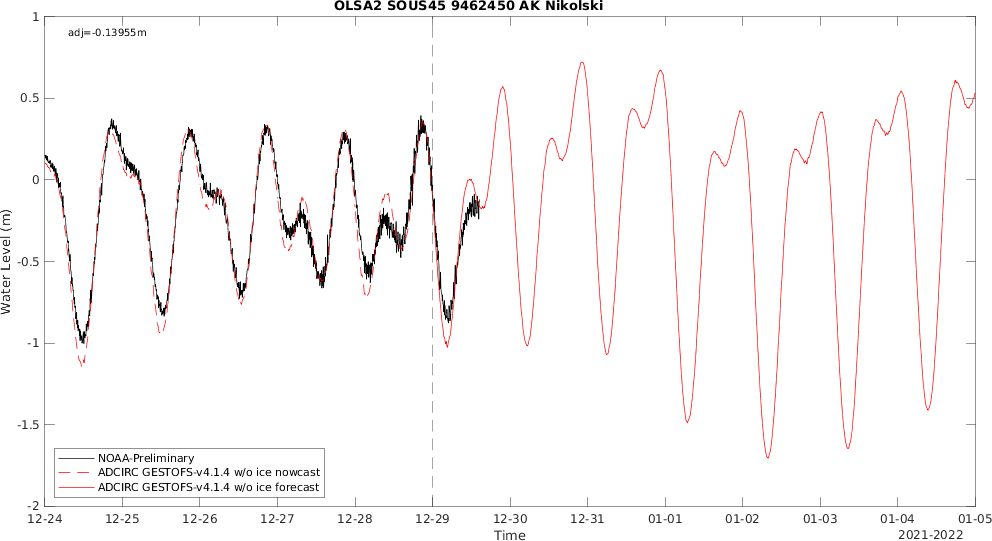 OLSA2 SOUS45 9462450 AK Nikolski
adj=-0.13955m
1
0.5
0
-0.5
-1
-1.5
-2
Water Level (m)
NOAA-Preliminary
ADCIRC GESTOFS-v4.1.4 w/o ice nowcast
ADCIRC GESTOFS-v4.1.4 w/o ice forecast
12-24 12-25 12-26 12-27 12-28 12-29 12-30 12-31 01-01 01-02 01-03 01-04 01-05
Time
2021-2022